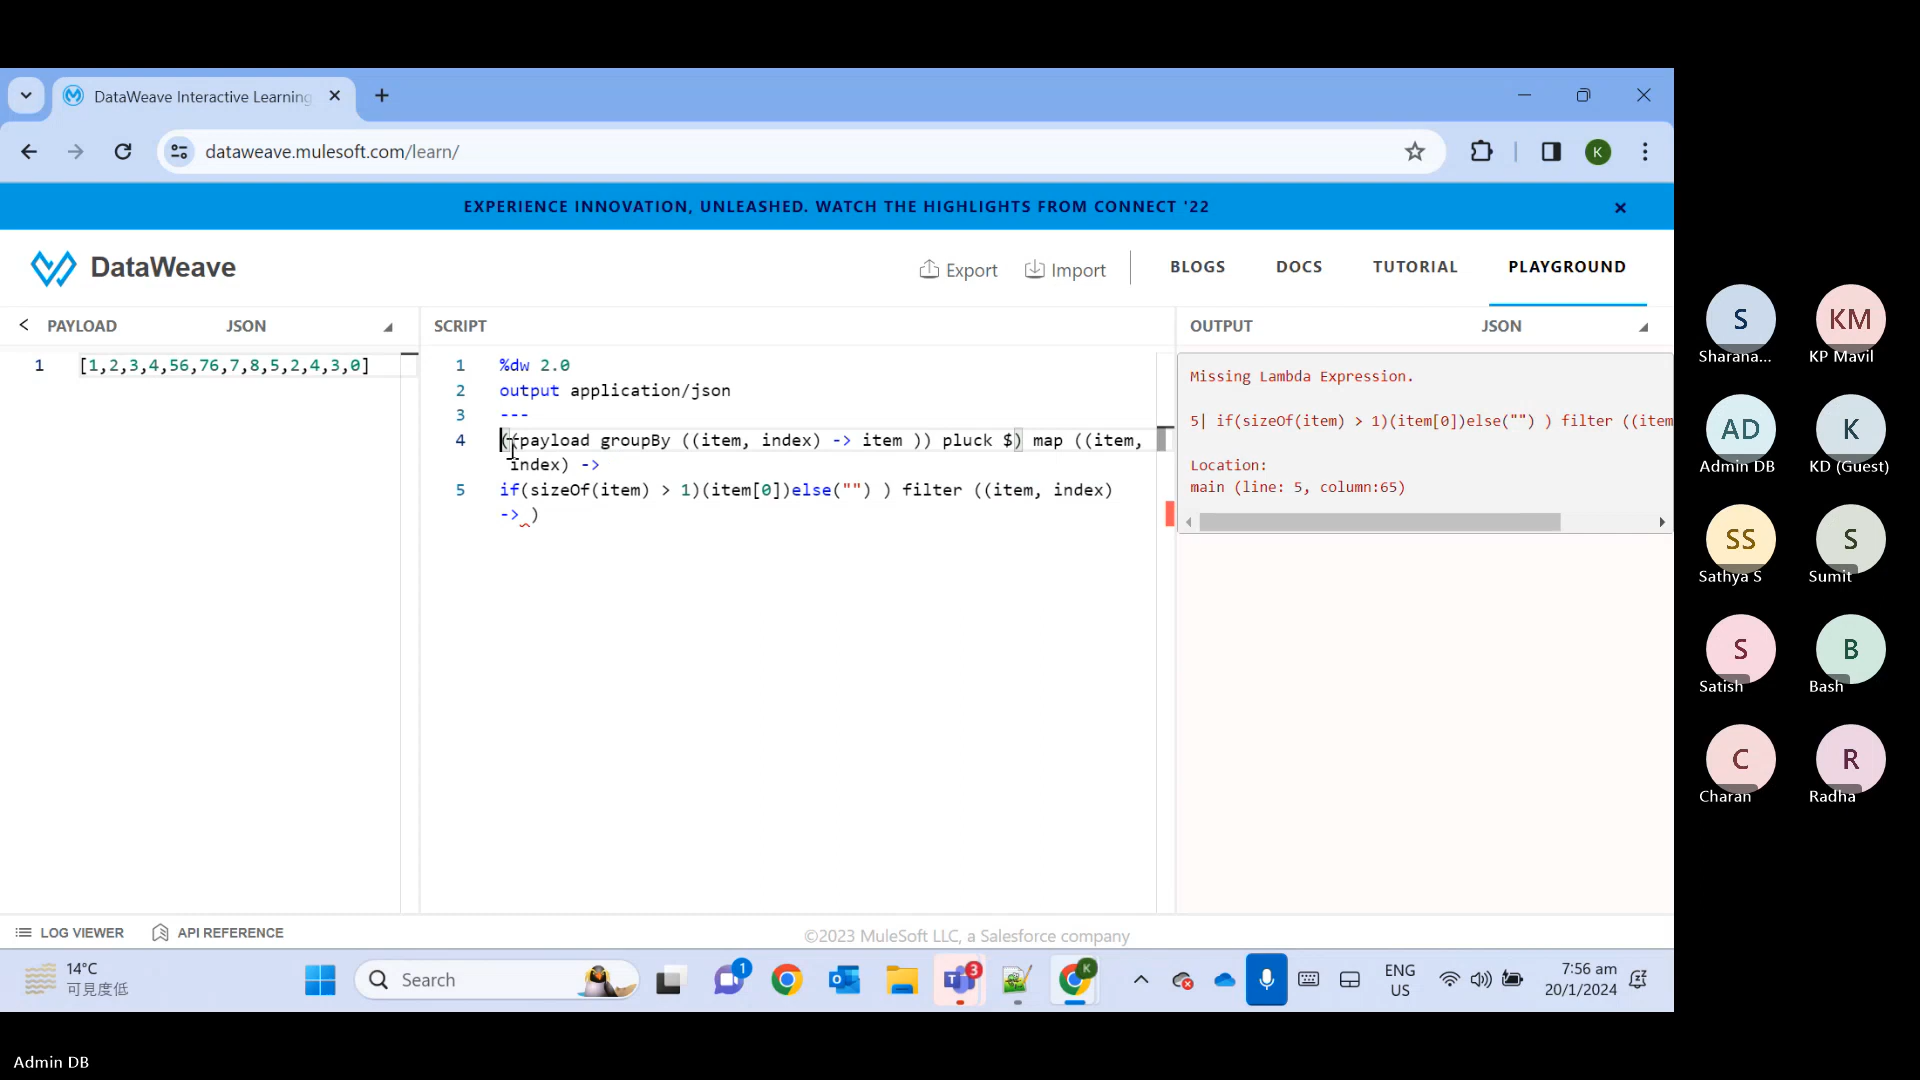 DataWeave Interactive Learning
dataweave.mulesoft.com/learn/
K
EXPERIENCE INNOVATION, UNLEASHED. WATCH THE HIGHLIGHTS FROM CONNECT '22
DataWeave
Export
Import
BLOGS
DOCS
TUTORIAL
PLAYGROUND
PAYLOAD
JSON
SCRIPT
OUTPUT
JSON
1 [1,2,3,4,56,76,7,8,5,2,4,3,0]
1 %dw 2.0
2 output application/json
3 ---
4 ((payload groupBy ((item, index) -> item )) pluck $) map ((item,
index) ->
5 if(sizeOf(item) > 1)(item[0])else("") ) filter ((item, index)
-> )
Missing Lambda Expression.
5| if(sizeOf(item) > 1)(item[0])else("") ) filter ((item
Location:
main (line: 5, column:65)
LOG VIEWER
API REFERENCE
©2023 MuleSoft LLC, a Salesforce company
14°C
可見度低
Search
1
3
K
ENG
US
7:56 am
20/1/2024
S
Sharana...
KM
KP Mavil
AD
Admin DB
K
KD (Guest)
SS
Sathya S
S
Sumit
S
Satish
B
Bash
C
Charan
R
Radha
Admin DB